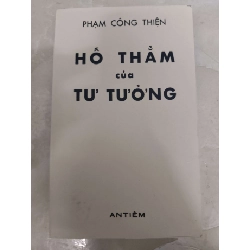 PHẠM CÔNG THIỆN
HỐ THẲM
của
TƯ TƯỞNG
ANTIÊM